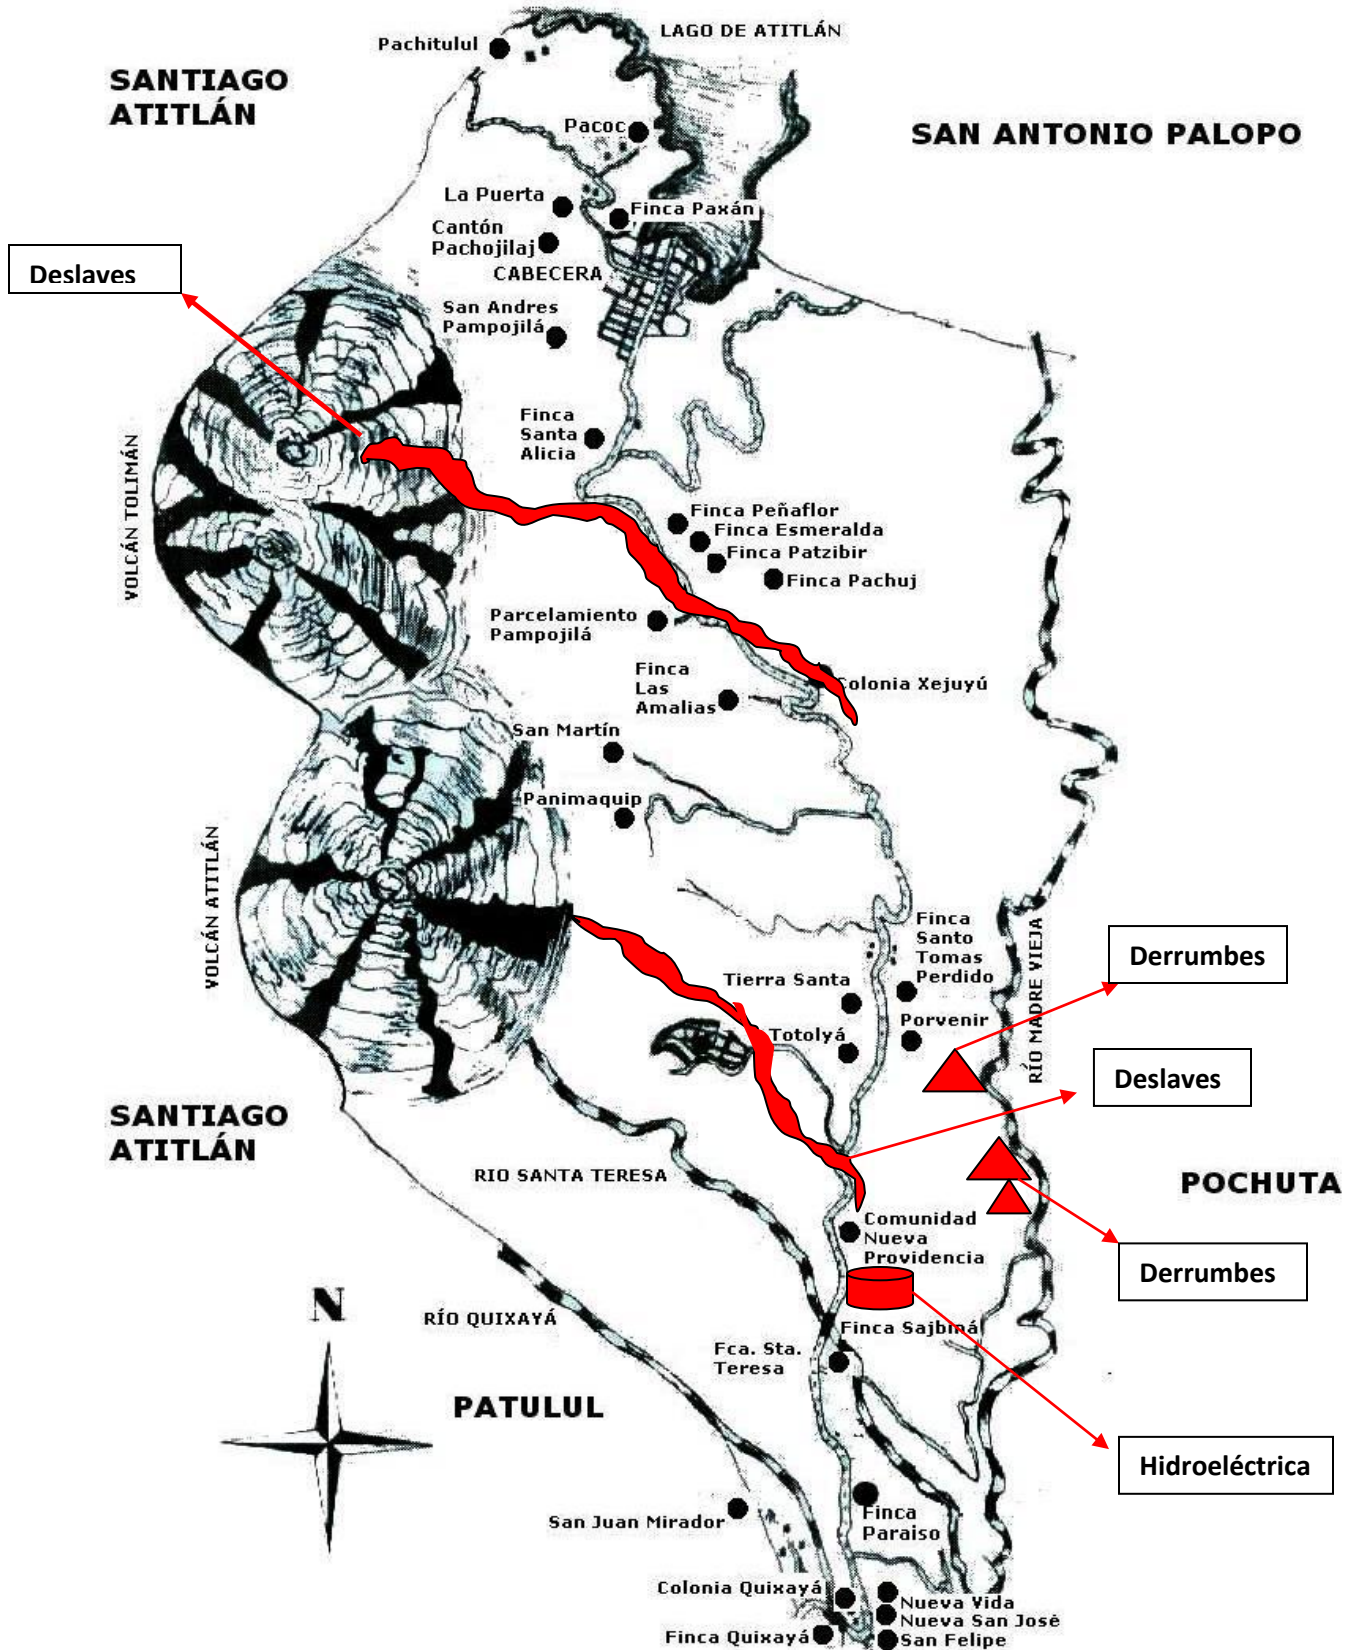 LAGO DE ATITLÁN
Pachitulul
SANTIAGO
ATITLÁN
SAN ANTONIO PALOPO
Pacoc
La Puerta
Finca Paxán
Cantón
Pachojilaj
CABECERA
Deslaves
San Andres
Pampojilá
Finca
Santa
Alicia
VOLCÁN TOLIMÁN
Finca Peñaflor
Finca Esmeralda
Finca Patzibir
Finca Pachuj
Parcelamiento
Pampojilá
Finca
Las
Amalias
Colonia Xejuyú
San Martín
Panimaquip
VOLCÁN ATITLÁN
Finca
Santo
Tomas
Perdido
RÍO MADRE VIEJA
Derrumbes
Tierra Santa
Porvenir
Totolyá
Deslaves
SANTIAGO
ATITLÁN
RIO SANTA TERESA
POCHUTA
Comunidad
Nueva
Providencia
Derrumbes
N
RÍO QUIXAYÁ
Finca Sajbiná
Fca. Sta.
Teresa
PATULUL
Hidroeléctrica
San Juan Mirador
Finca
Paraiso
Colonia Quixayá
Nueva Vida
Nueva San José
Finca Quixayá
San Felipe